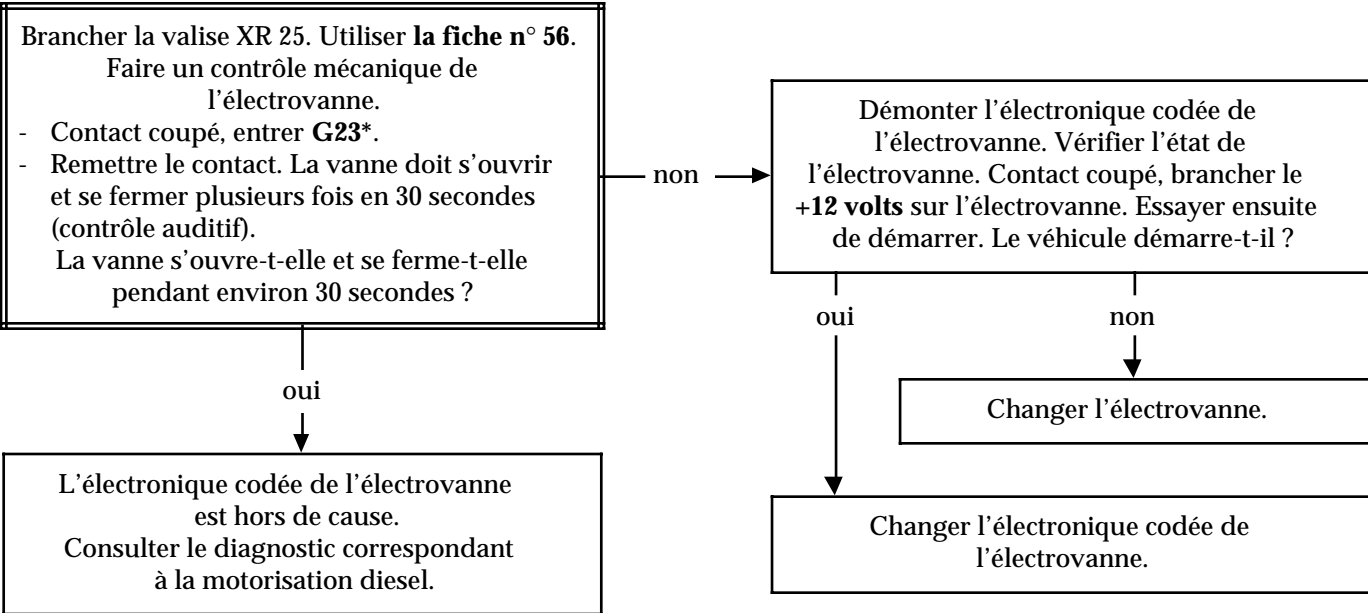 Brancher la valise XR 25. Utiliser la fiche n° 56.
Faire un contrôle mécanique de
l’électrovanne.
- Contact coupé, entrer G23*.
- Remettre le contact. La vanne doit s’ouvrir
et se fermer plusieurs fois en 30 secondes
(contrôle auditif).
La vanne s’ouvre-t-elle et se ferme-t-elle
pendant environ 30 secondes ?
non
Démonter l’électronique codée de
l’électrovanne. Vérifier l’état de
l’électrovanne. Contact coupé, brancher le
+12 volts sur l’électrovanne. Essayer ensuite
de démarrer. Le véhicule démarre-t-il ?
oui
non
oui
Changer l’électrovanne.
L’électronique codée de l’électrovanne
est hors de cause.
Consulter le diagnostic correspondant
à la motorisation diesel.
Changer l’électronique codée de
l’électrovanne.